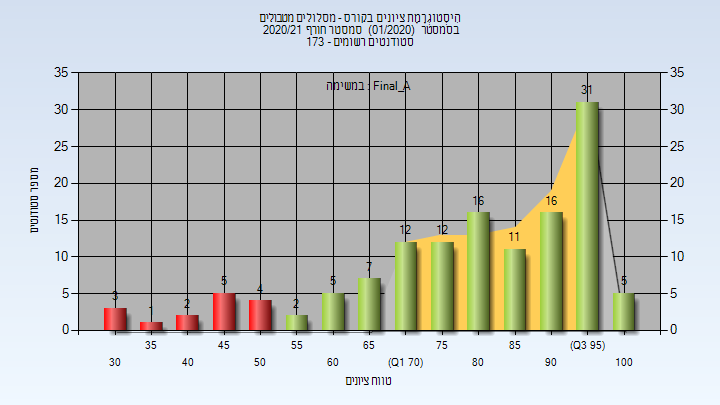 הִיסְטוֹגְרַמַת ציונים בקורס - מסלולים מטבולים
בסמסטר (01/2020) סמסטר חורף 2020/21
סטודנטים רשומים - 173
במשימה : Final_A
מספר סטודנטים
35 35
30 30
25 25
20 20
15 15
10 10
5 5
0 0
3 1 2 5 4 2 5 7 12 12 16 11 16 31 5
35 45 55 65 75 85 (Q3 95)
30 40 50 60 (Q1 70) 80 90 100
טווח ציונים